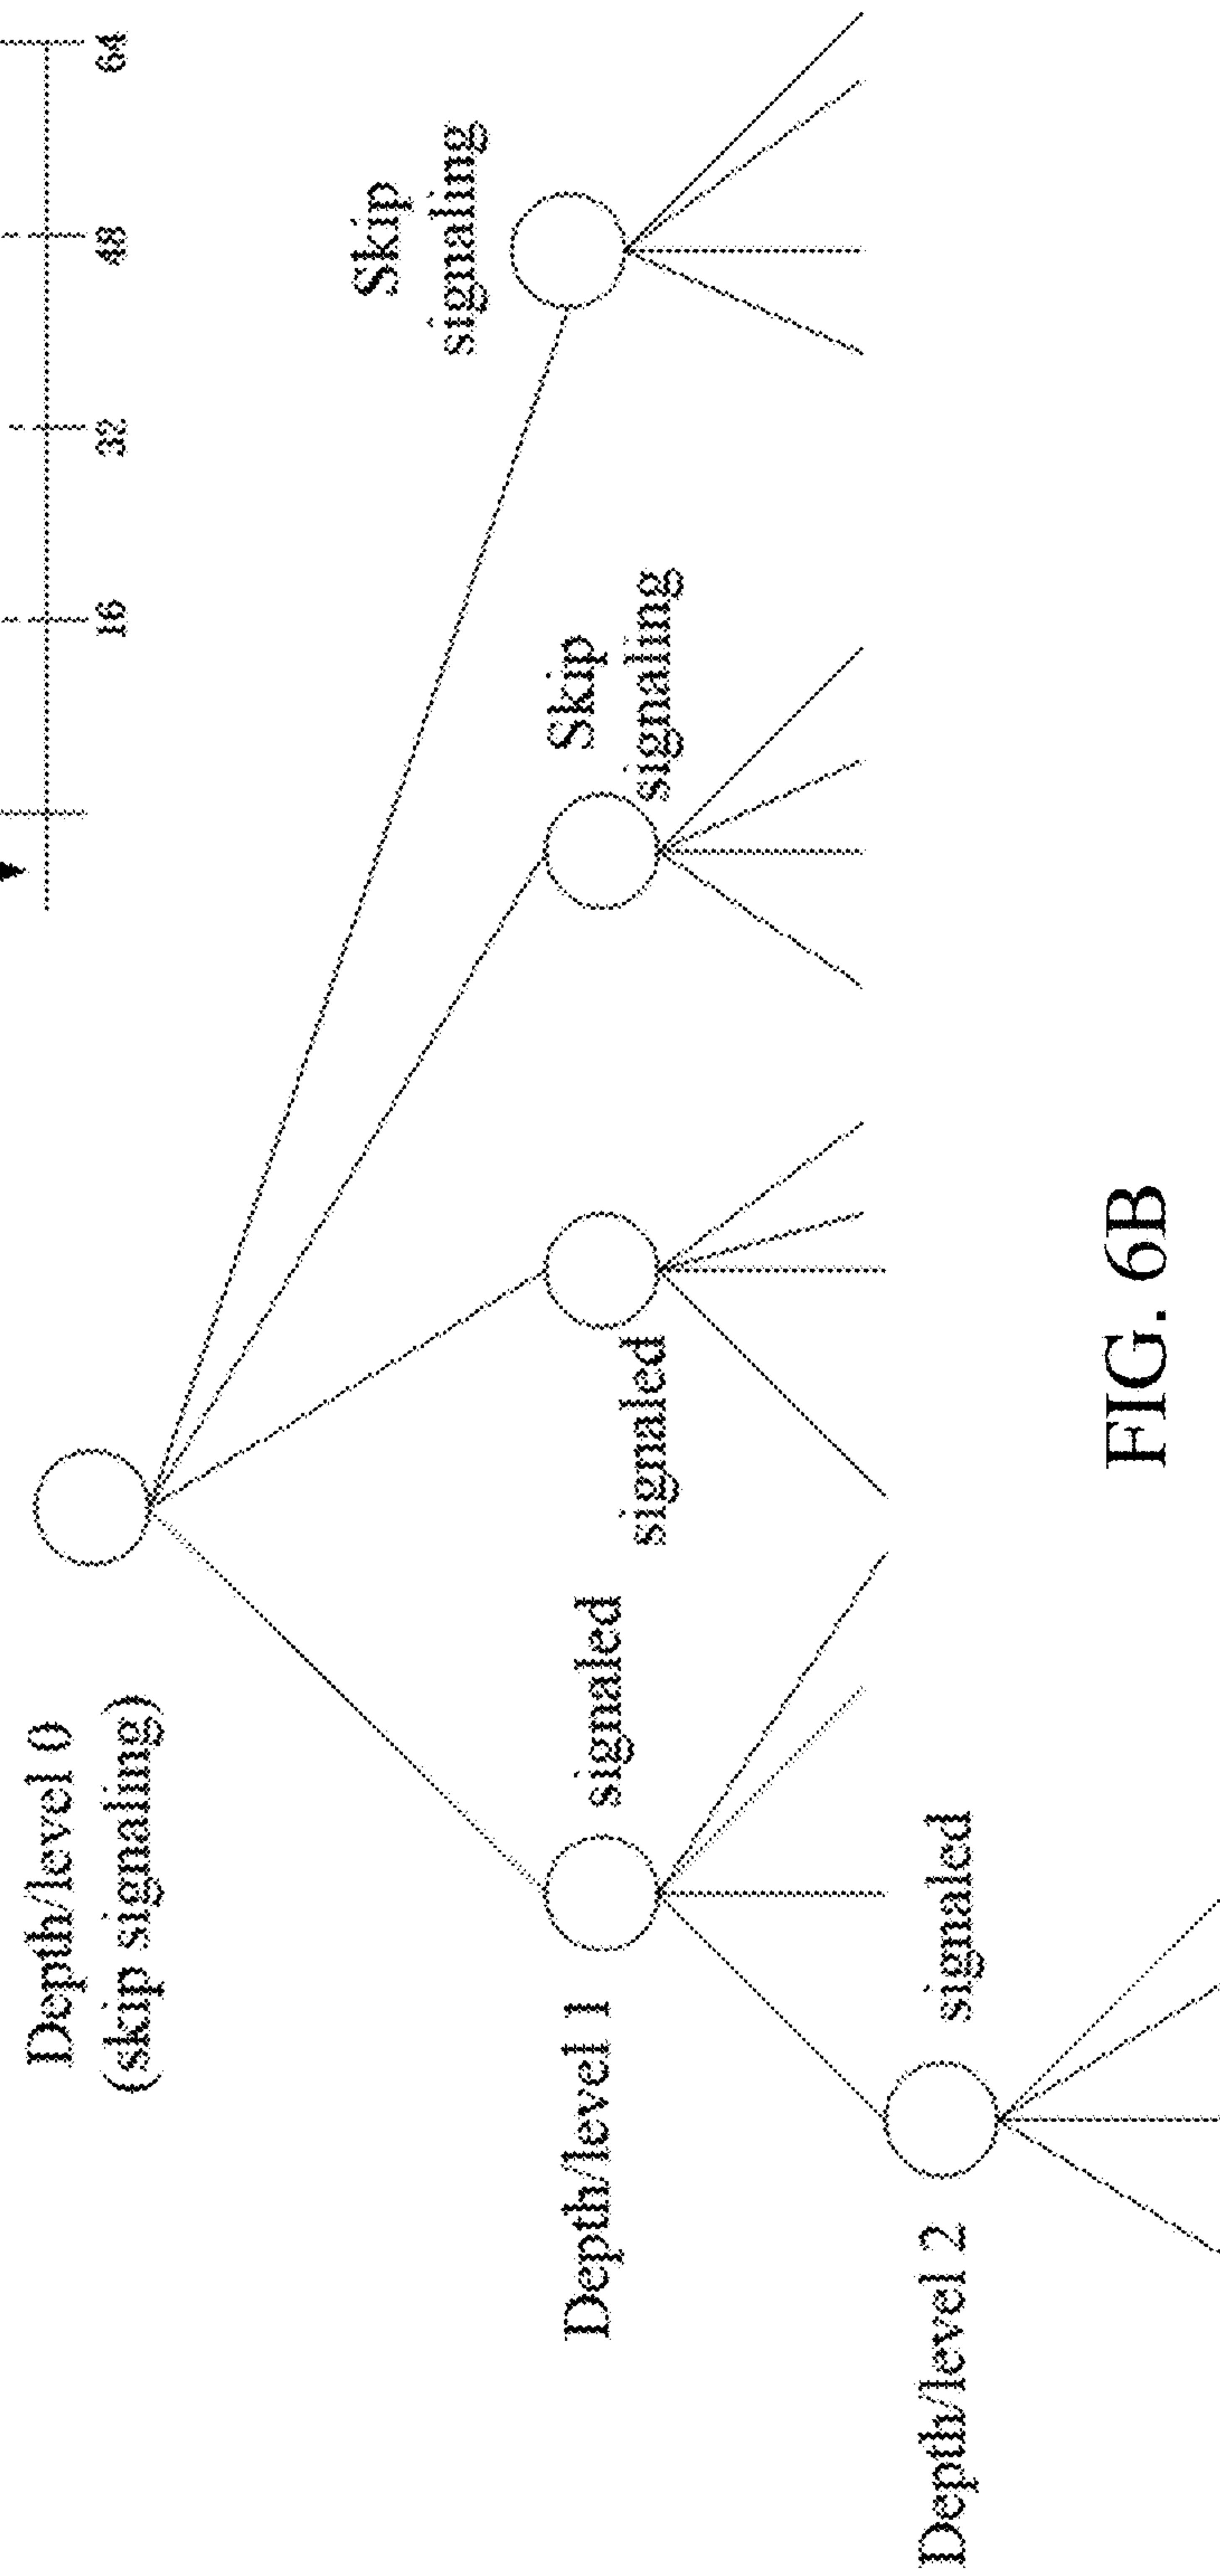 16
32
48
64
Depth/level 0
(skip signaling)
Depth/level 1
signaled
signaled
Skip
signaling
Skip
signaling
Depth/level 2
signaled
FIG. 6B